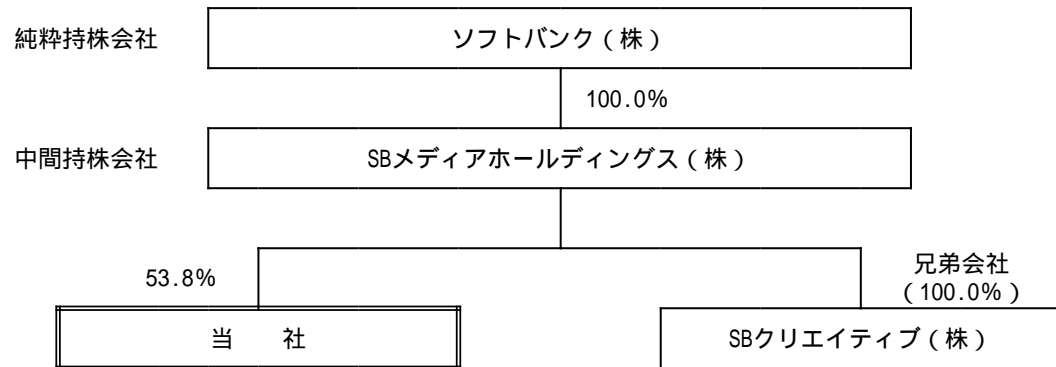 純粋持株会社
ソフトバンク（株）
100.0%
中間持株会社
SBメディアホールディングス（株）
53.8%
兄弟会社
（100.0%）
当　社
SBクリエイティブ（株）